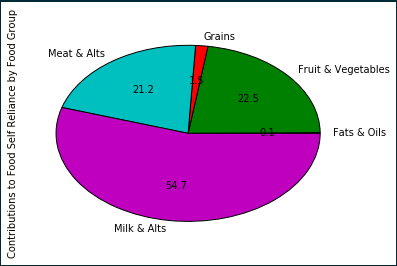 Contributions to Food Self Reliance by Food Group
Grains
Meat & Alts
Fruit & Vegetables
1.5
21.2
22.5
Fats & Oils
0.1
54.7
Milk & Alts